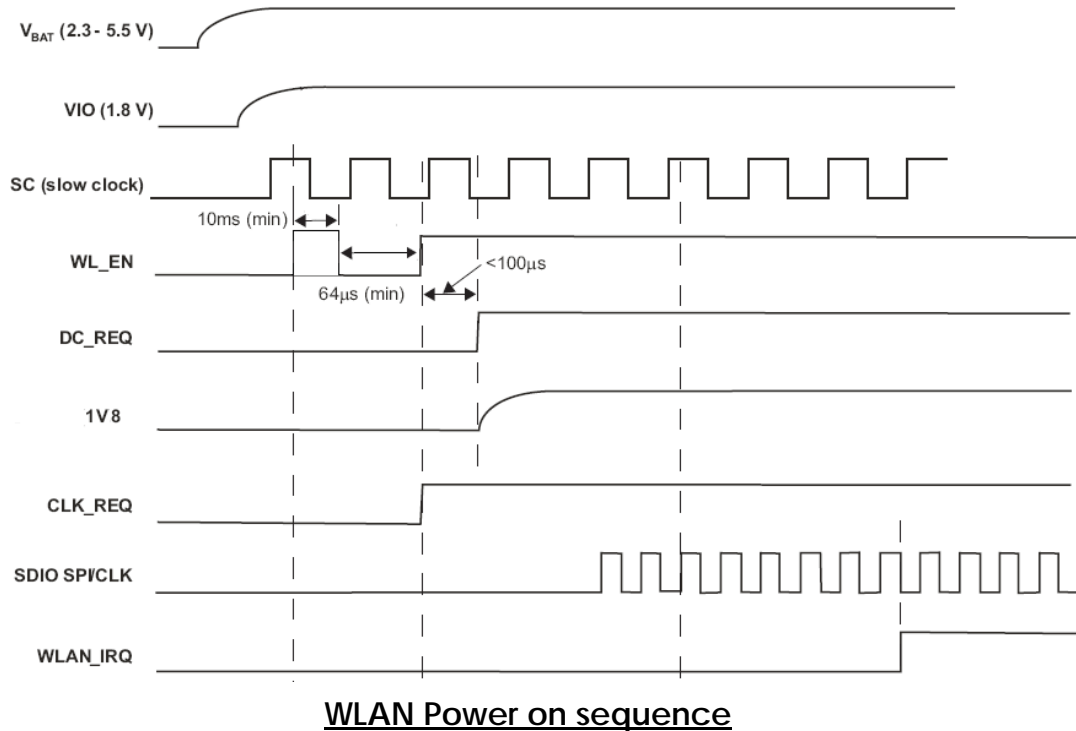 V_BAT (2.3 - 5.5 V)
VIO (1.8 V)
SC (slow clock)
10ms (min)
WL_EN
<100µs
64µs (min)
DC_REQ
1V8
CLK_REQ
SDIO SPI/CLK
WLAN_IRQ
WLAN Power on sequence